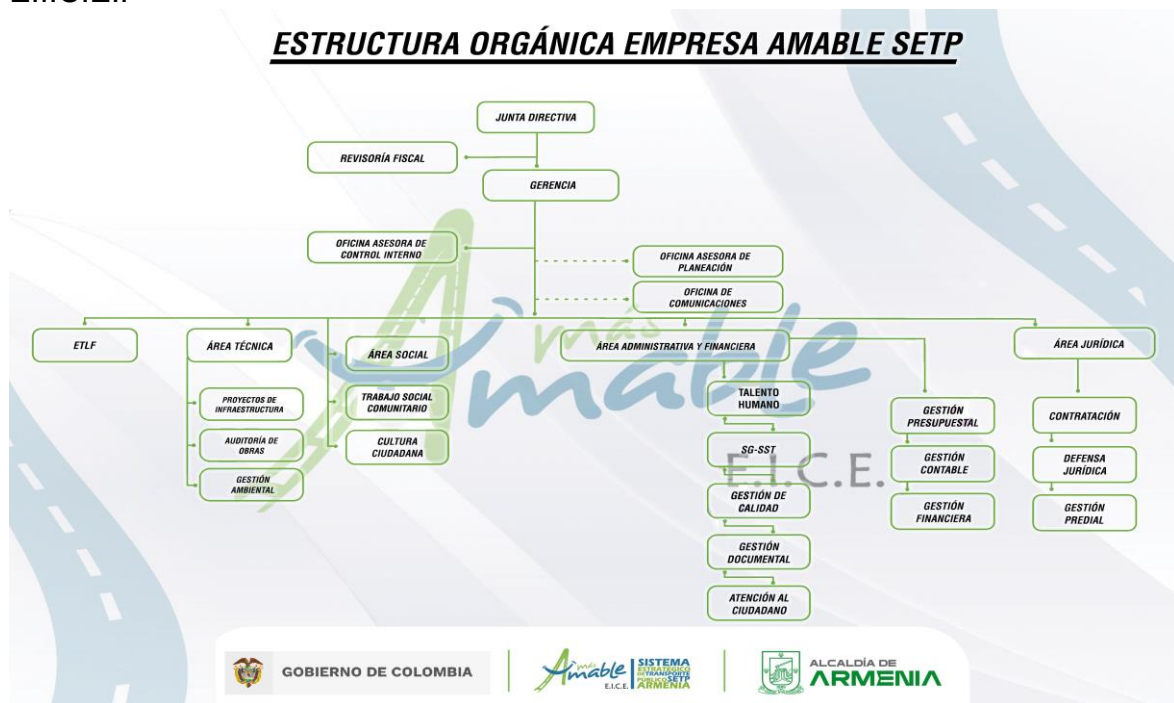 ESTRUCTURA ORGÁNICA EMPRESA AMABLE SETP
JUNTA DIRECTIVA
REVISORÍA FISCAL
GERENCIA
OFICINA ASESORA DE
CONTROL INTERNO
OFICINA ASESORA DE
PLANEACIÓN
OFICINA DE
COMUNICACIONES
ETLF
ÁREA TÉCNICA
PROYECTOS DE
INFRAESTRUCTURA
AUDITORÍA DE
OBRAS
GESTIÓN
AMBIENTAL
ÁREA SOCIAL
TRABAJO SOCIAL
COMUNITARIO
CULTURA
CIUDADANA
ÁREA ADMINISTRATIVA Y FINANCIERA
TALENTO
HUMANO
SG-SST
GESTIÓN DE
CALIDAD
GESTIÓN
DOCUMENTAL
ATENCIÓN AL
CIUDADANO
GESTIÓN
PRESUPUESTAL
GESTIÓN
CONTABLE
GESTIÓN
FINANCIERA
ÁREA JURÍDICA
CONTRATACIÓN
DEFENSA
JURÍDICA
GESTIÓN
PREDIAL
más
Amable
E.I.C.E.
GOBIERNO DE COLOMBIA
más
Amable
E.I.C.E.
SISTEMA
ESTRATÉGICO
DE TRANSPORTE
PÚBLICO SETP
ARMENIA
ALCALDÍA DE
ARMENIA